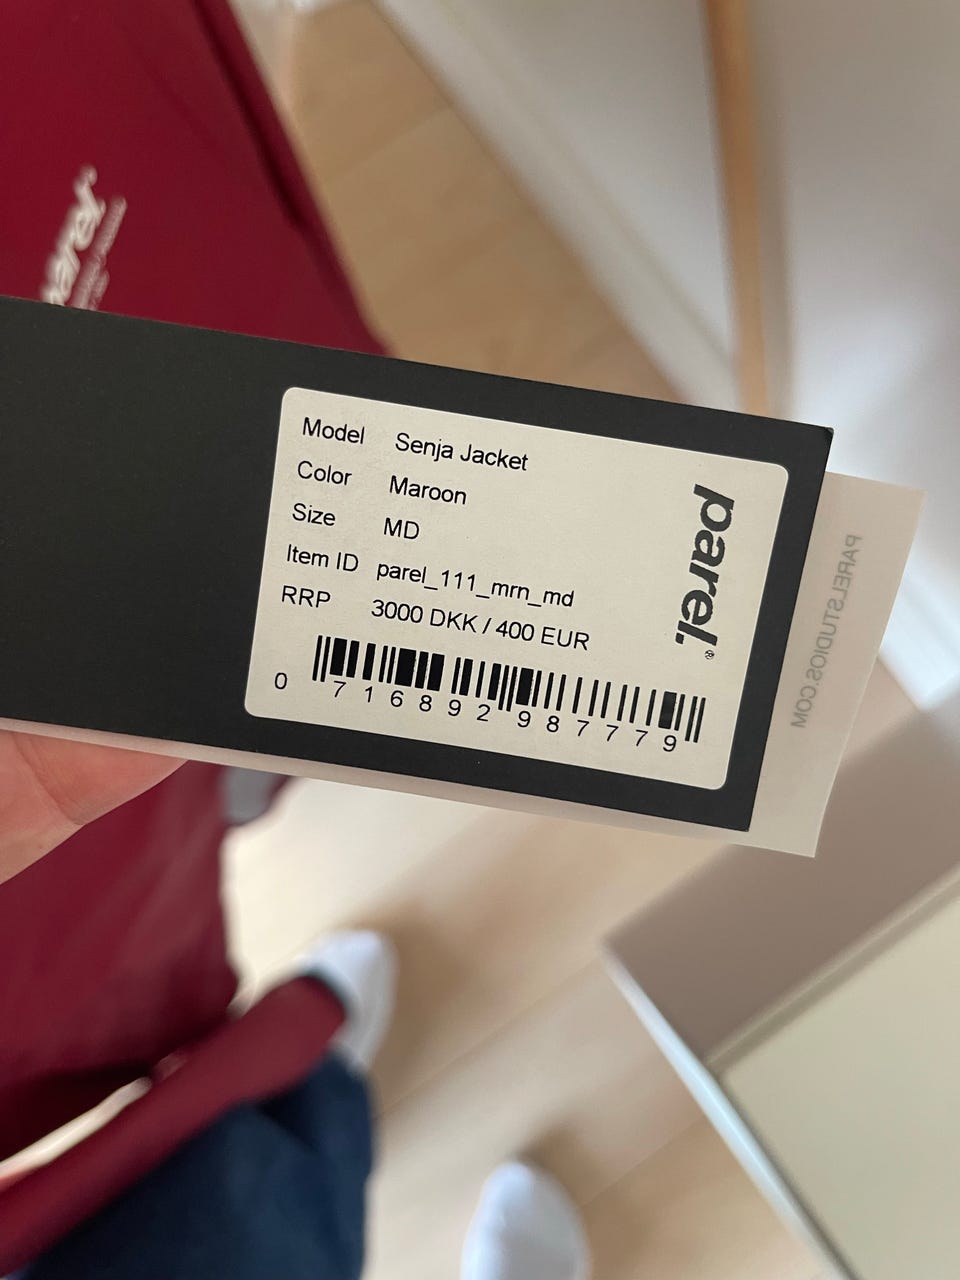 Model Senja Jacket
Color Maroon
Size MD
Item ID parel_111_mrn_md
RRP 3000 DKK / 400 EUR
0 716892 987779
parel.®
PARELSTUDIOS.COM